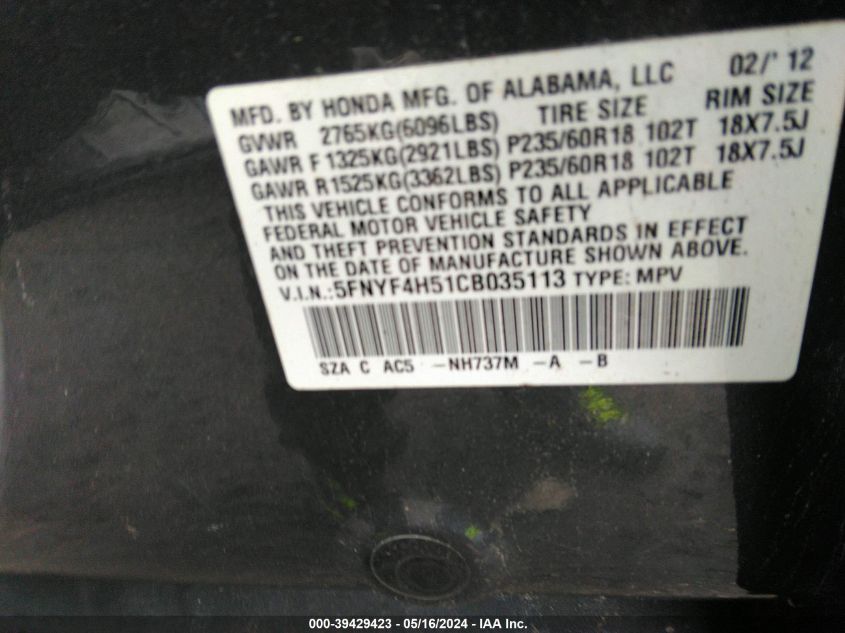 MFD. BY HONDA MFG. OF ALABAMA, LLC 02/' 12
GVWR 2765KG(6096LBS) TIRE SIZE RIM SIZE
GAWR F 1325KG(2921LBS) P235/60R18 102T 18X7.5J
GAWR R1525KG(3362LBS) P235/60R18 102T 18X7.5J
THIS VEHICLE CONFORMS TO ALL APPLICABLE
FEDERAL MOTOR VEHICLE SAFETY
AND THEFT PREVENTION STANDARDS IN EFFECT
ON THE DATE OF MANUFACTURE SHOWN ABOVE.
V.I.N.:5FNYF4H51CB035113 TYPE: MPV
SZA C AC5 -NH737M -A -B
000-39429423 - 05/16/2024 - IAA Inc.